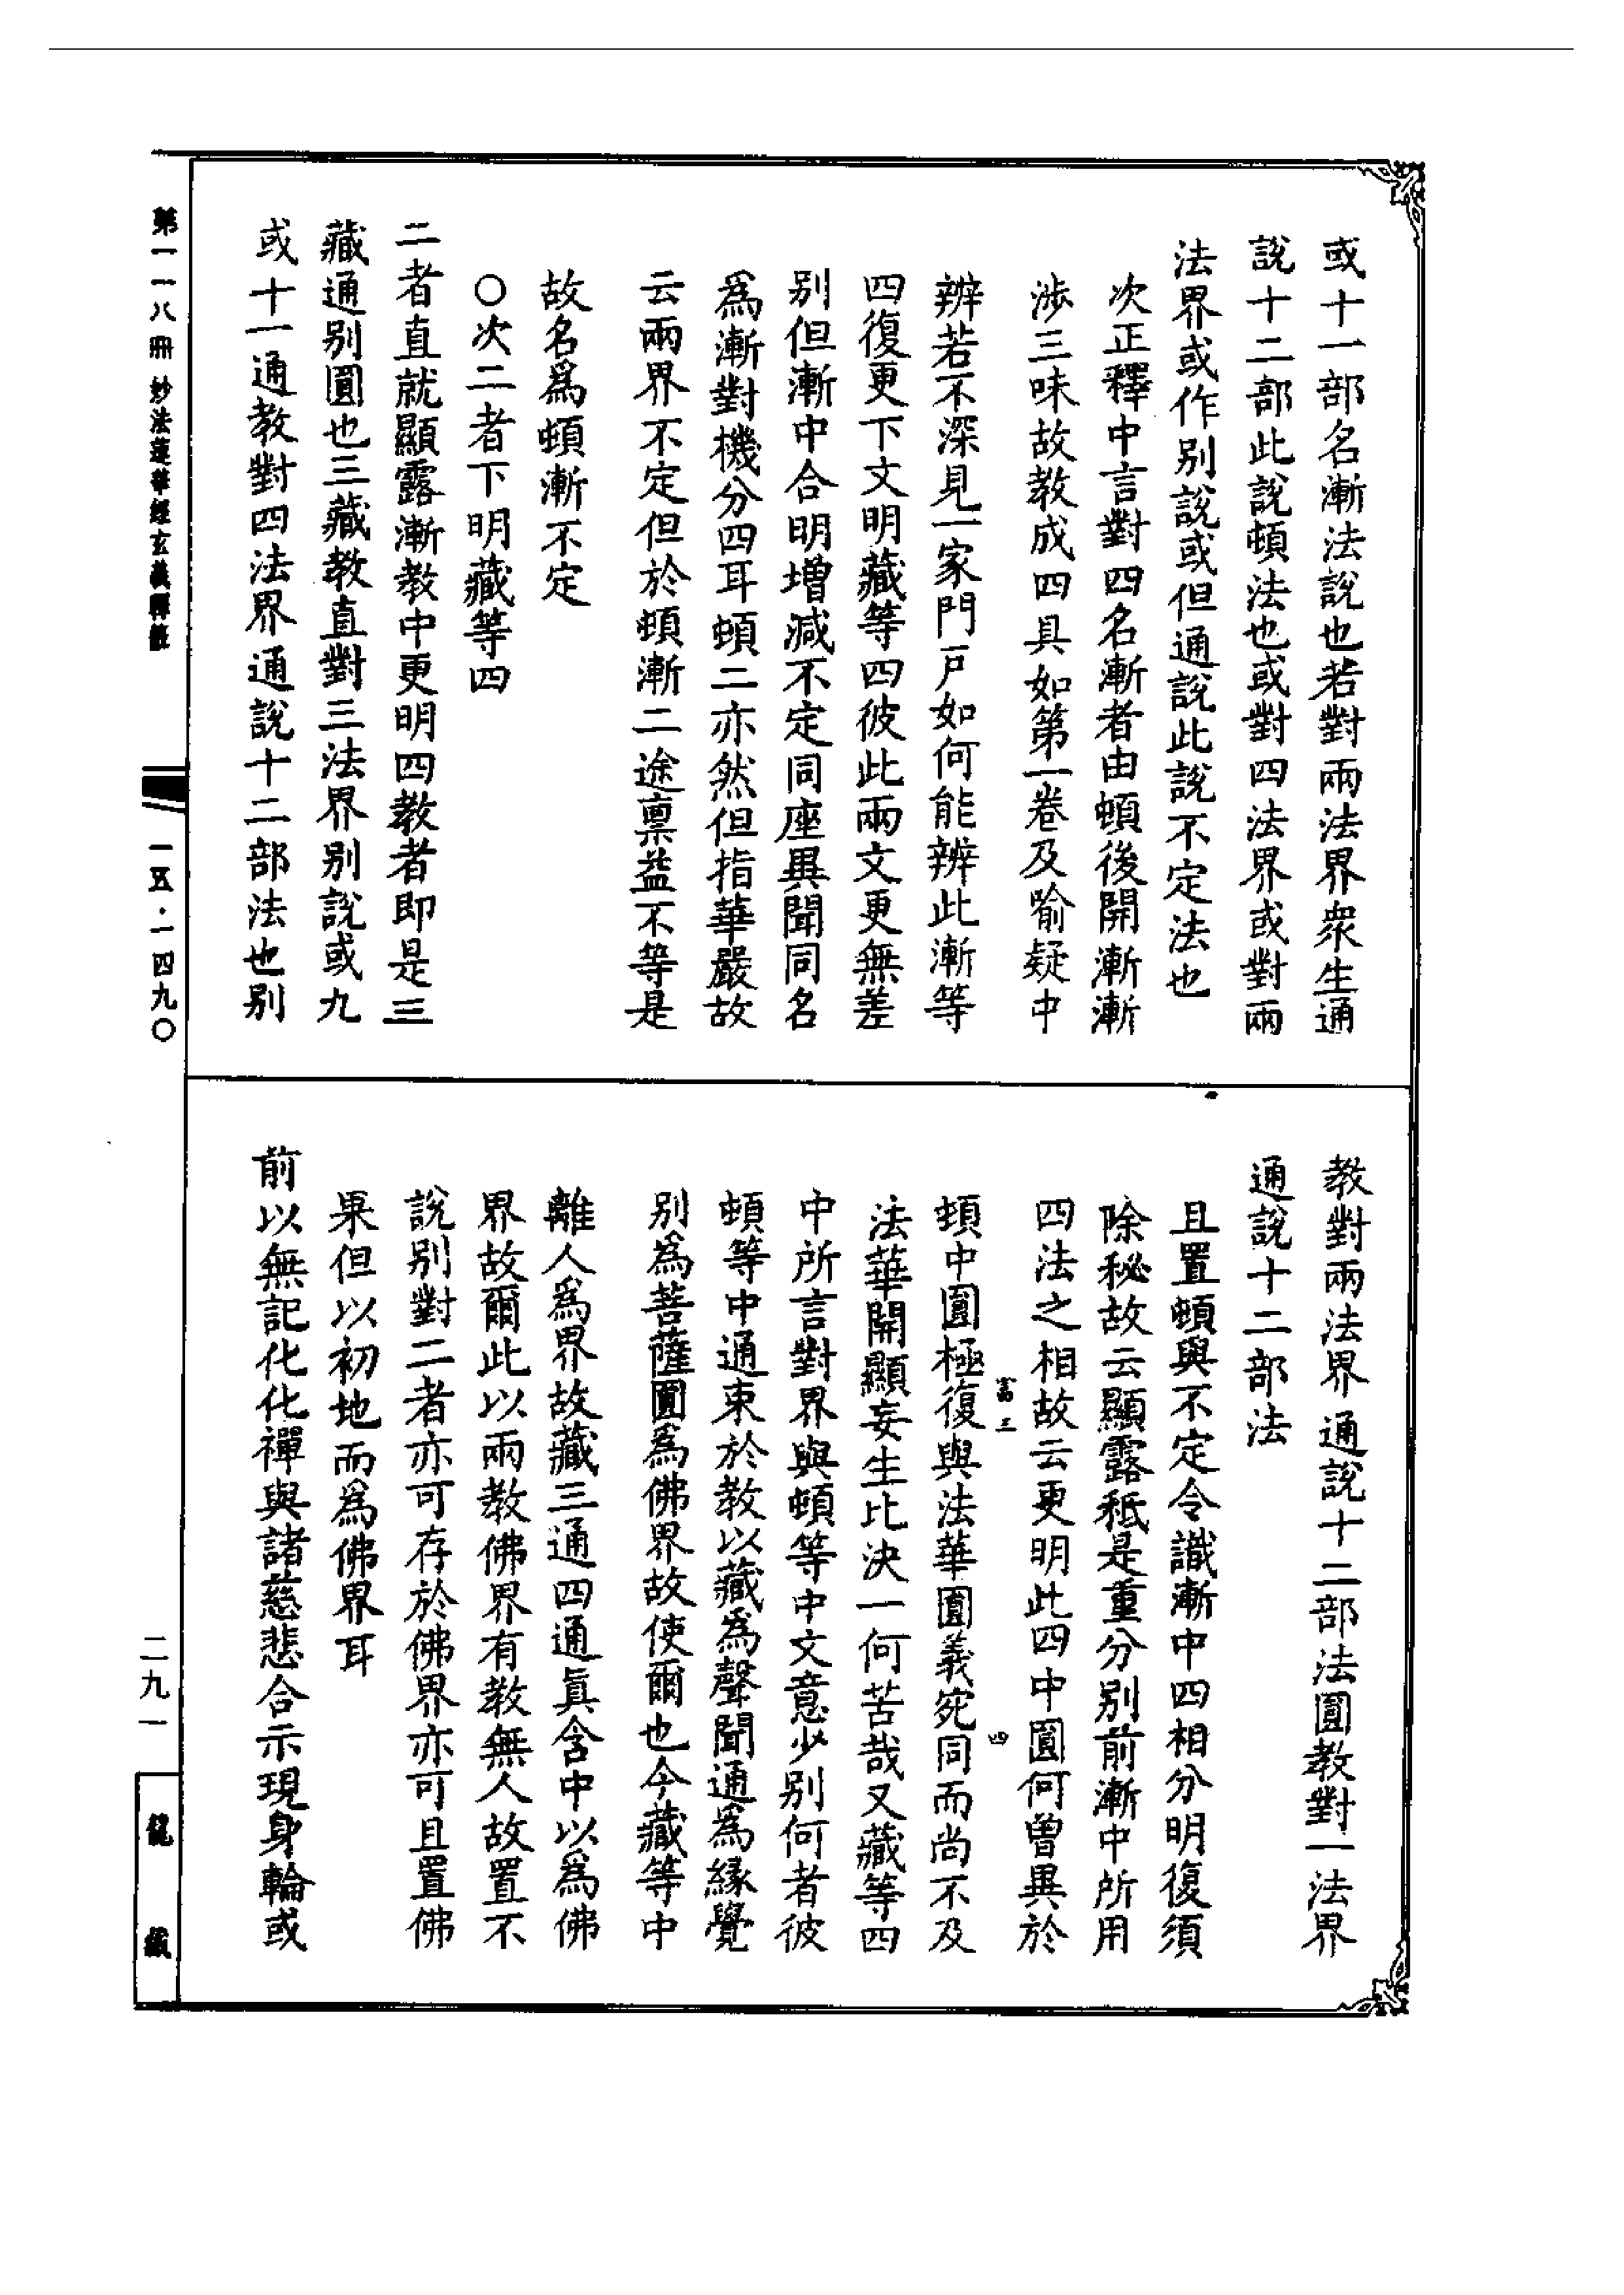 或十一部名漸法說也若對兩法界衆生通
說十二部此說頓法也或對四法界或對兩
法界或作別說或但通說此說不定法也
次正釋中言對四名漸者由頓後開漸漸
涉三味故教成四具如第一卷及喻疑中
辨若不深見一家門戸如何能辨此漸等
四復更下文明藏等四彼此兩文更無差
別但漸中合明增減不定同座異聞同名
爲漸對機分四耳頓二亦然但指華嚴故
云兩界不定但於頓漸二途禀益不等是
故名爲頓漸不定
○次二者下明藏等四
二者直就顯露漸教中更明四教者即是三
藏通別圓也三藏教直對三法界別說或九
或十一通教對四法界通說十二部法也別
教對兩法界通說十二部法圓教對一法界
通說十二部法
且置頓與不定令識漸中四相分明復須
除秘故云顯露秖是重分別前漸中所用
四法之相故云更明此四中圓何曾異於
富三 四
頓中圓極復與法華圓義宛同而尚不及
法華開顯妄生比決一何苦哉又藏等四
中所言對界與頓等中文意少別何者彼
頓等中通束於教以藏爲聲聞通爲緣覺
別爲菩薩圓爲佛界故使爾也今藏等中
離人爲界故藏三通四通眞含中以爲佛
界故爾此以兩教佛界有教無人故置不
說別對二者亦可存於佛界亦可且置佛
果但以初地而爲佛界耳
前以無記化化禪與諸慈悲合示現身輪或
第一一八冊 妙法蓮華經玄義釋籤
一五·一四九〇
二九一
龍藏